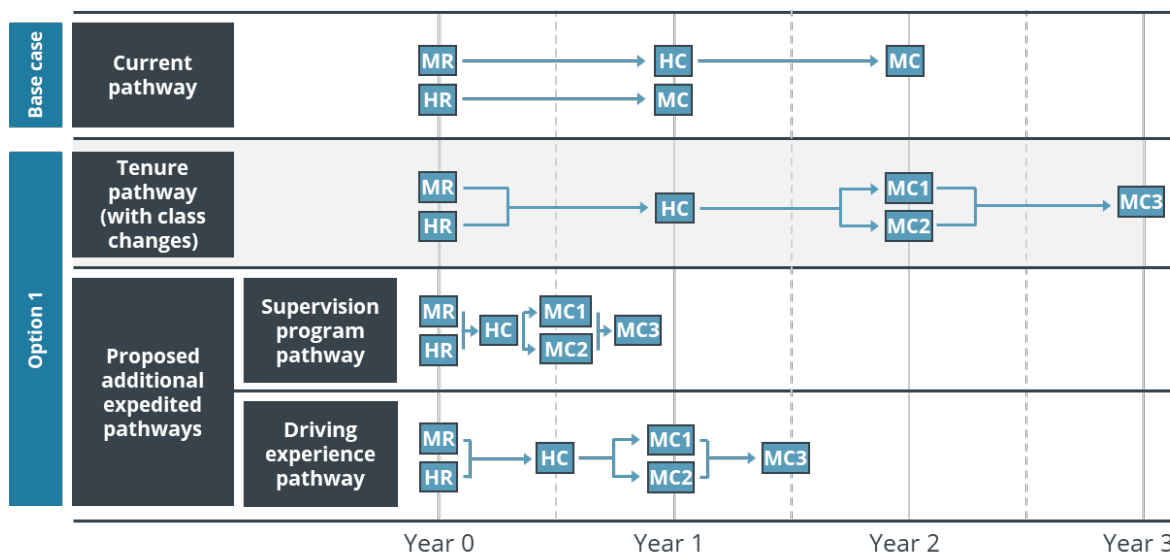 Base case
Current
pathway
MR
HC
MC
HR
MC
Option 1
Tenure
pathway
(with class
changes)
MR
HR
HC
MC1
MC2
MC3
Proposed
additional
expedited
pathways
Supervision
program
pathway
MR
HR
HC
MC1
MC2
MC3
Driving
experience
pathway
MR
HR
HC
MC1
MC2
MC3
Year 0
Year 1
Year 2
Year 3